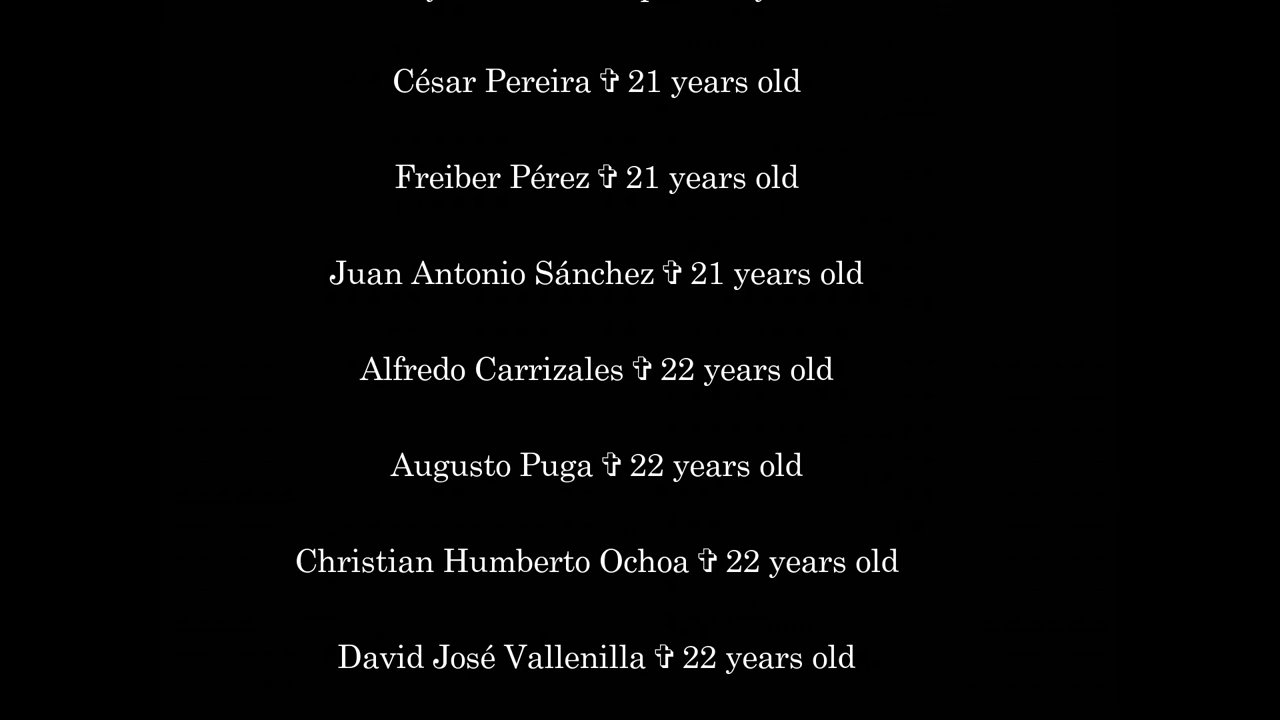 César Pereira ✞ 21 years old
Freiber Pérez ✞ 21 years old
Juan Antonio Sánchez ✞ 21 years old
Alfredo Carrizales ✞ 22 years old
Augusto Puga ✞ 22 years old
Christian Humberto Ochoa ✞ 22 years old
David José Vallenilla ✞ 22 years old